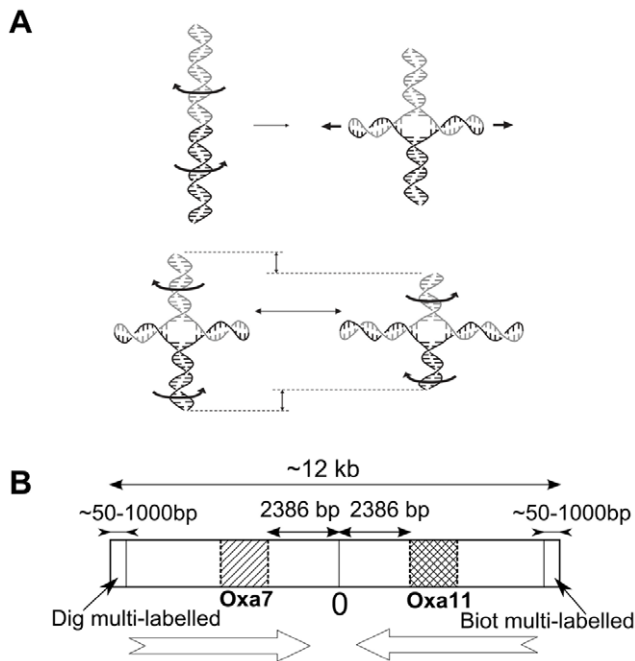 A
B
~12 kb
~50-1000bp 2386 bp 2386 bp ~50-1000bp
Oxa7 0 Oxa11
Dig multi-labelled Biot multi-labelled